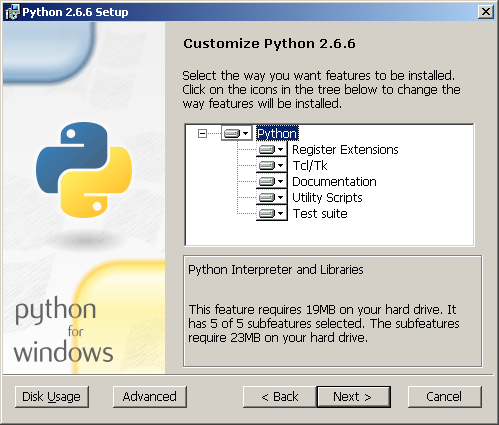 Python 2.6.6 Setup
Customize Python 2.6.6
Select the way you want features to be installed.
Click on the icons in the tree below to change the
way features will be installed.
Python
Register Extensions
Tcl/Tk
Documentation
Utility Scripts
Test suite
Python Interpreter and Libraries
This feature requires 19MB on your hard drive. It
has 5 of 5 subfeatures selected. The subfeatures
require 23MB on your hard drive.
python
for
windows
Disk Usage
Advanced
< Back
Next >
Cancel